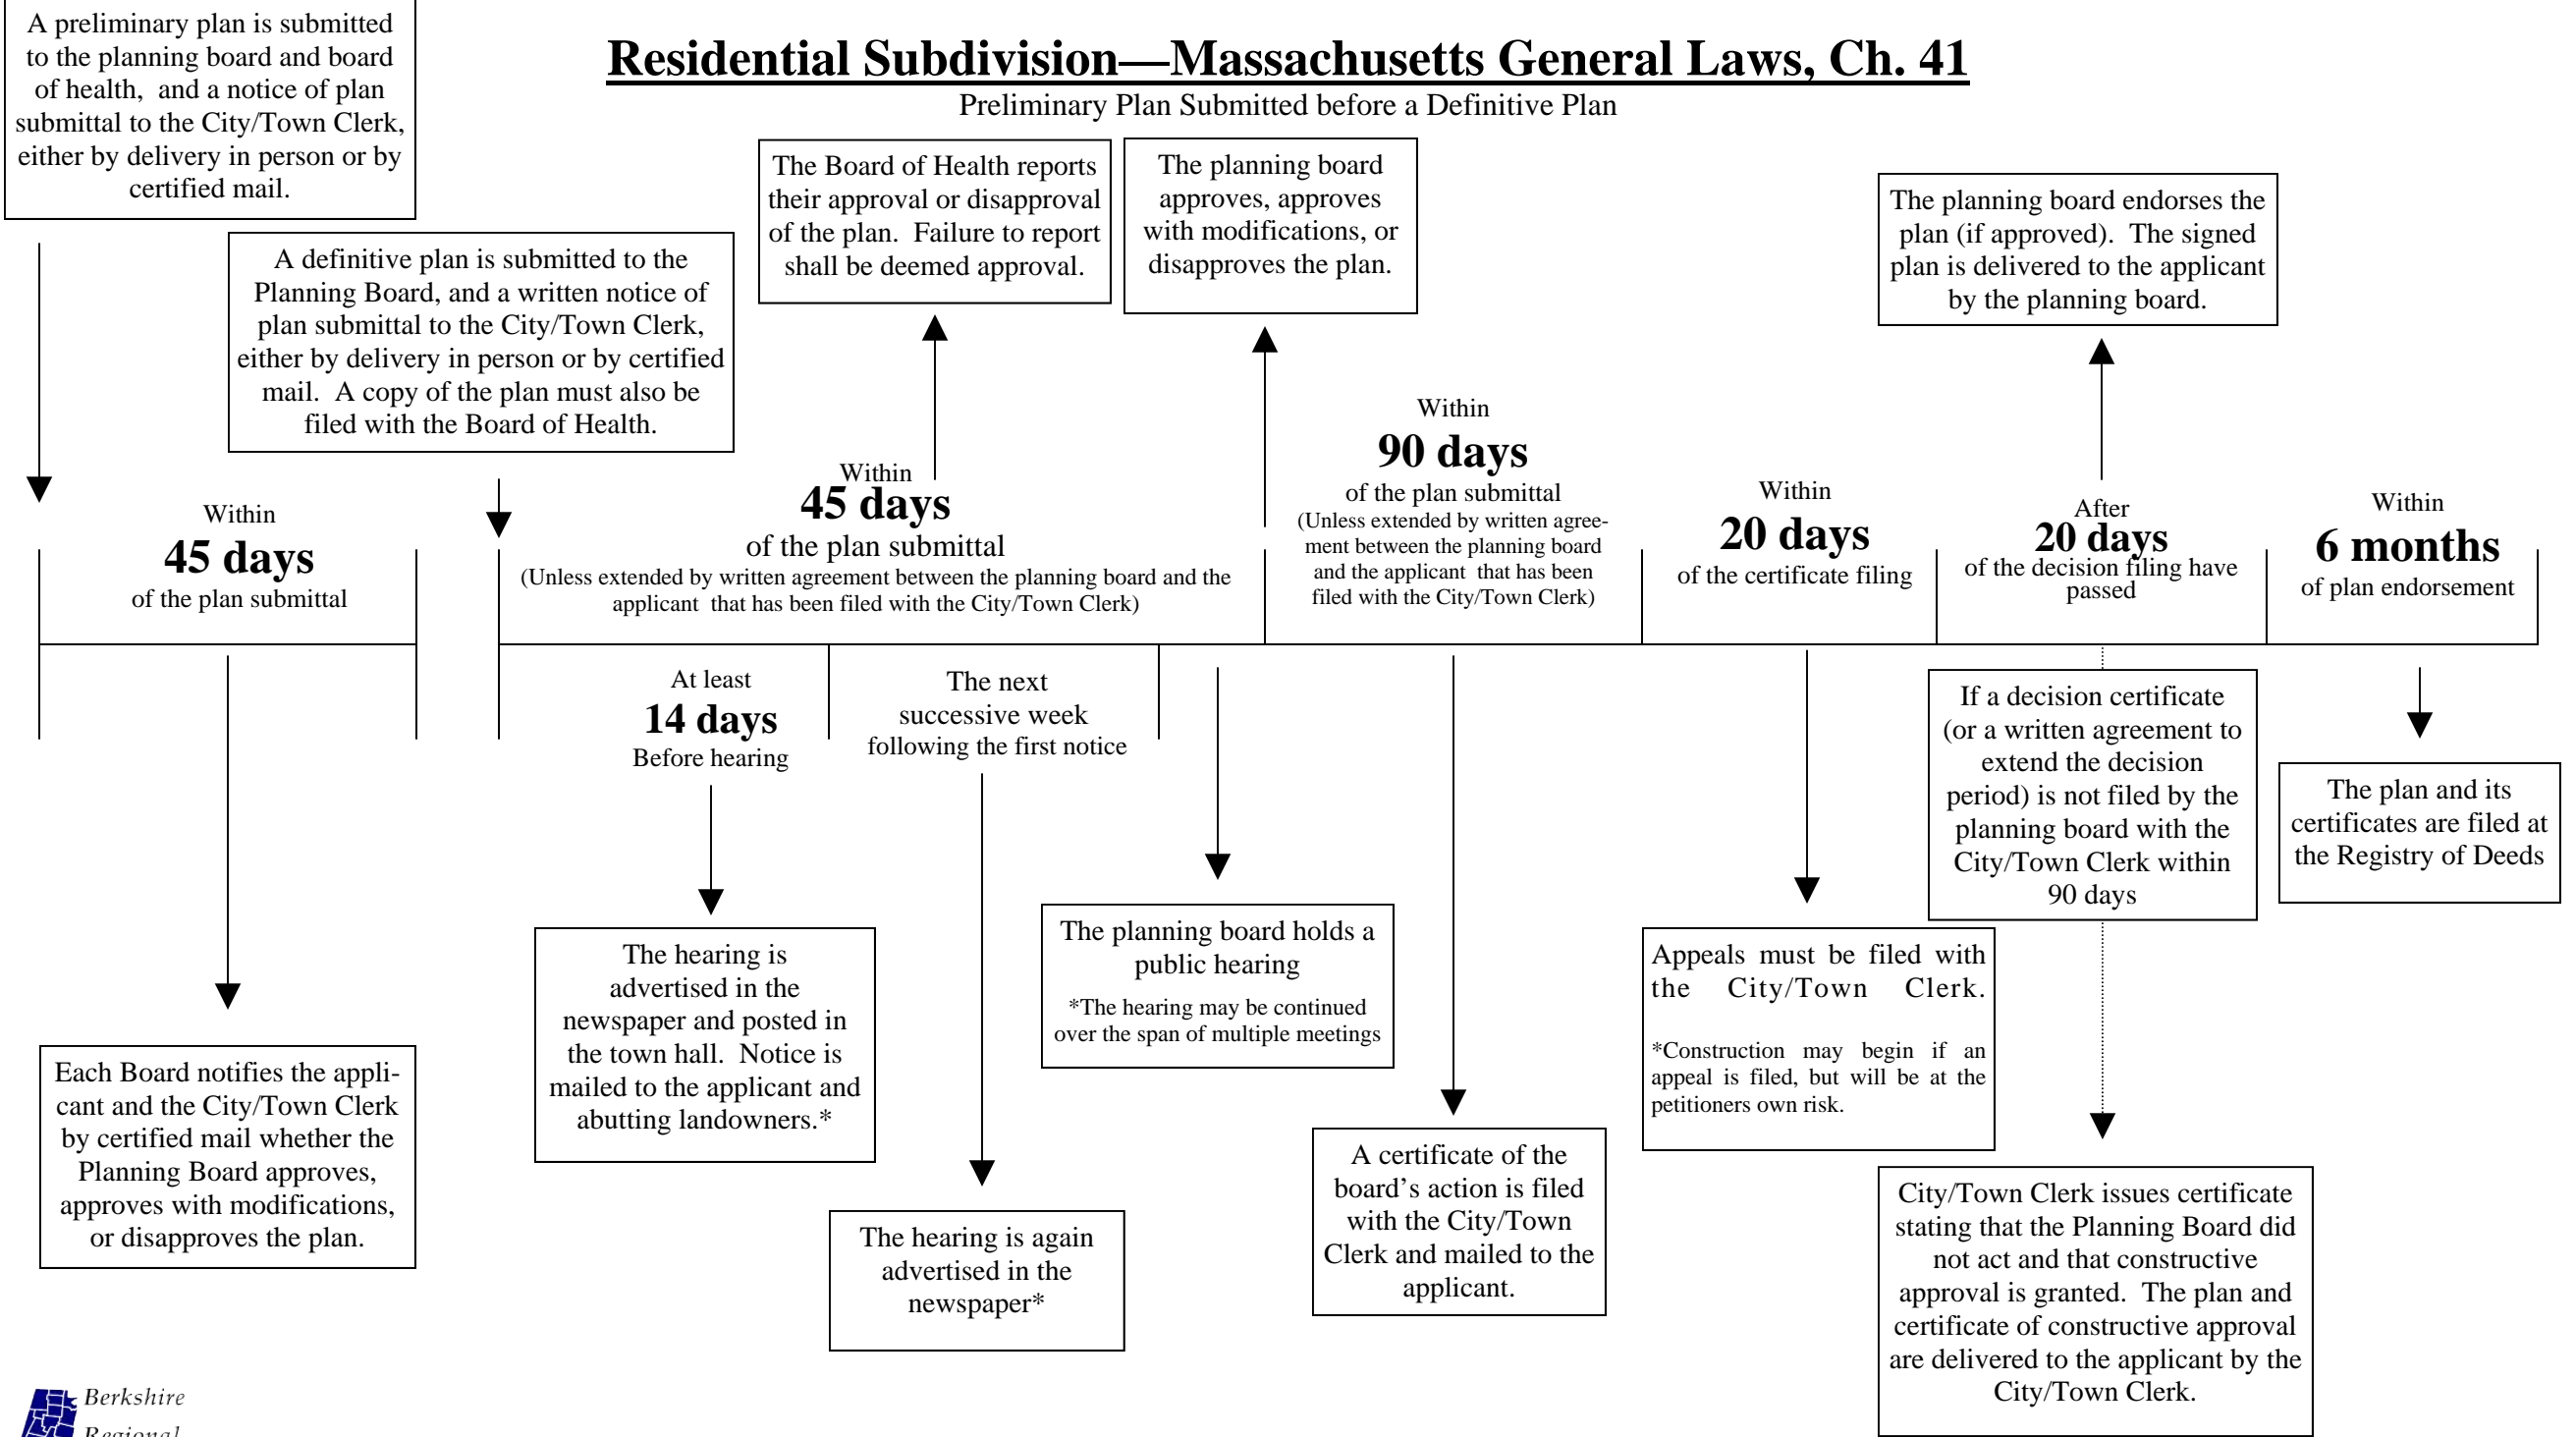 A preliminary plan is submitted
to the planning board and board
of health, and a notice of plan
submittal to the City/Town Clerk,
either by delivery in person or by
certified mail.
Residential Subdivision—Massachusetts General Laws, Ch. 41
Preliminary Plan Submitted before a Definitive Plan
A definitive plan is submitted to the
Planning Board, and a written notice of
plan submittal to the City/Town Clerk,
either by delivery in person or by certified
mail. A copy of the plan must also be
filed with the Board of Health.
The Board of Health reports
their approval or disapproval
of the plan. Failure to report
shall be deemed approval.
The planning board
approves, approves
with modifications, or
disapproves the plan.
The planning board endorses the
plan (if approved). The signed
plan is delivered to the applicant
by the planning board.
Within
45 days
of the plan submittal
Within
45 days
of the plan submittal
(Unless extended by written agreement between the planning board and the
applicant that has been filed with the City/Town Clerk)
Within
90 days
of the plan submittal
(Unless extended by written agree-
ment between the planning board
and the applicant that has been
filed with the City/Town Clerk)
Within
20 days
of the certificate filing
After
20 days
of the decision filing have
passed
Within
6 months
of plan endorsement
At least
14 days
Before hearing
The next
successive week
following the first notice
If a decision certificate
(or a written agreement to
extend the decision
period) is not filed by the
planning board with the
City/Town Clerk within
90 days
The plan and its
certificates are filed at
the Registry of Deeds
Each Board notifies the appli-
cant and the City/Town Clerk
by certified mail whether the
Planning Board approves,
approves with modifications,
or disapproves the plan.
The hearing is
advertised in the
newspaper and posted in
the town hall. Notice is
mailed to the applicant and
abutting landowners.*
The hearing is again
advertised in the
newspaper*
The planning board holds a
public hearing
*The hearing may be continued
over the span of multiple meetings
A certificate of the
board’s action is filed
with the City/Town
Clerk and mailed to the
applicant.
Appeals must be filed with
the City/Town Clerk.
*Construction may begin if an
appeal is filed, but will be at the
petitioners own risk.
City/Town Clerk issues certificate
stating that the Planning Board did
not act and that constructive
approval is granted. The plan and
certificate of constructive approval
are delivered to the applicant by the
City/Town Clerk.
Berkshire
Regional